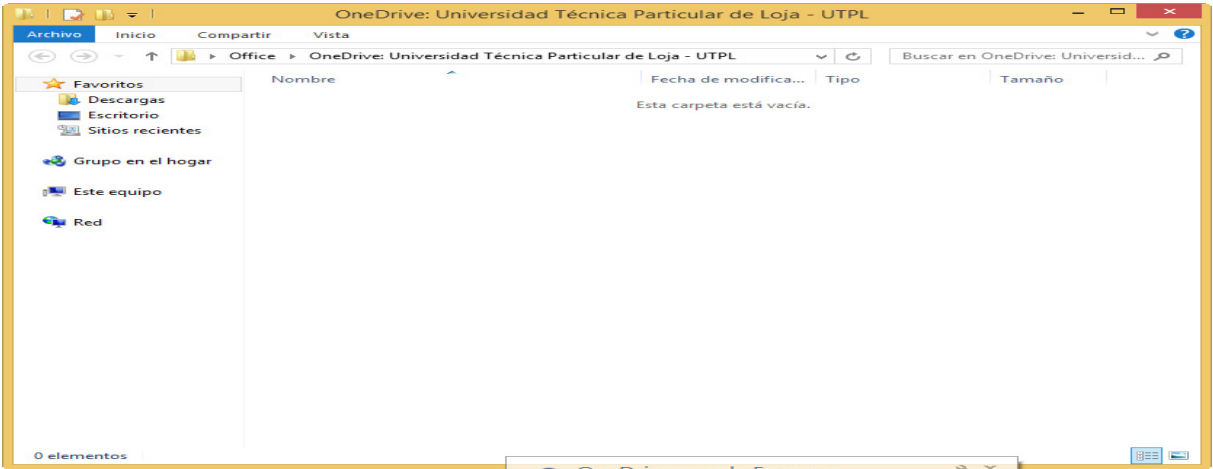 OneDrive: Universidad Técnica Particular de Loja - UTPL
Archivo Inicio Compartir Vista
Office OneDrive: Universidad Técnica Particular de Loja - UTPL Buscar en OneDrive: Universid...
Favoritos
Nombre Fecha de modifica... Tipo Tamaño
Descargas
Esta carpeta está vacía.
Escritorio
Sitios recientes
Grupo en el hogar
Este equipo
Red
0 elementos